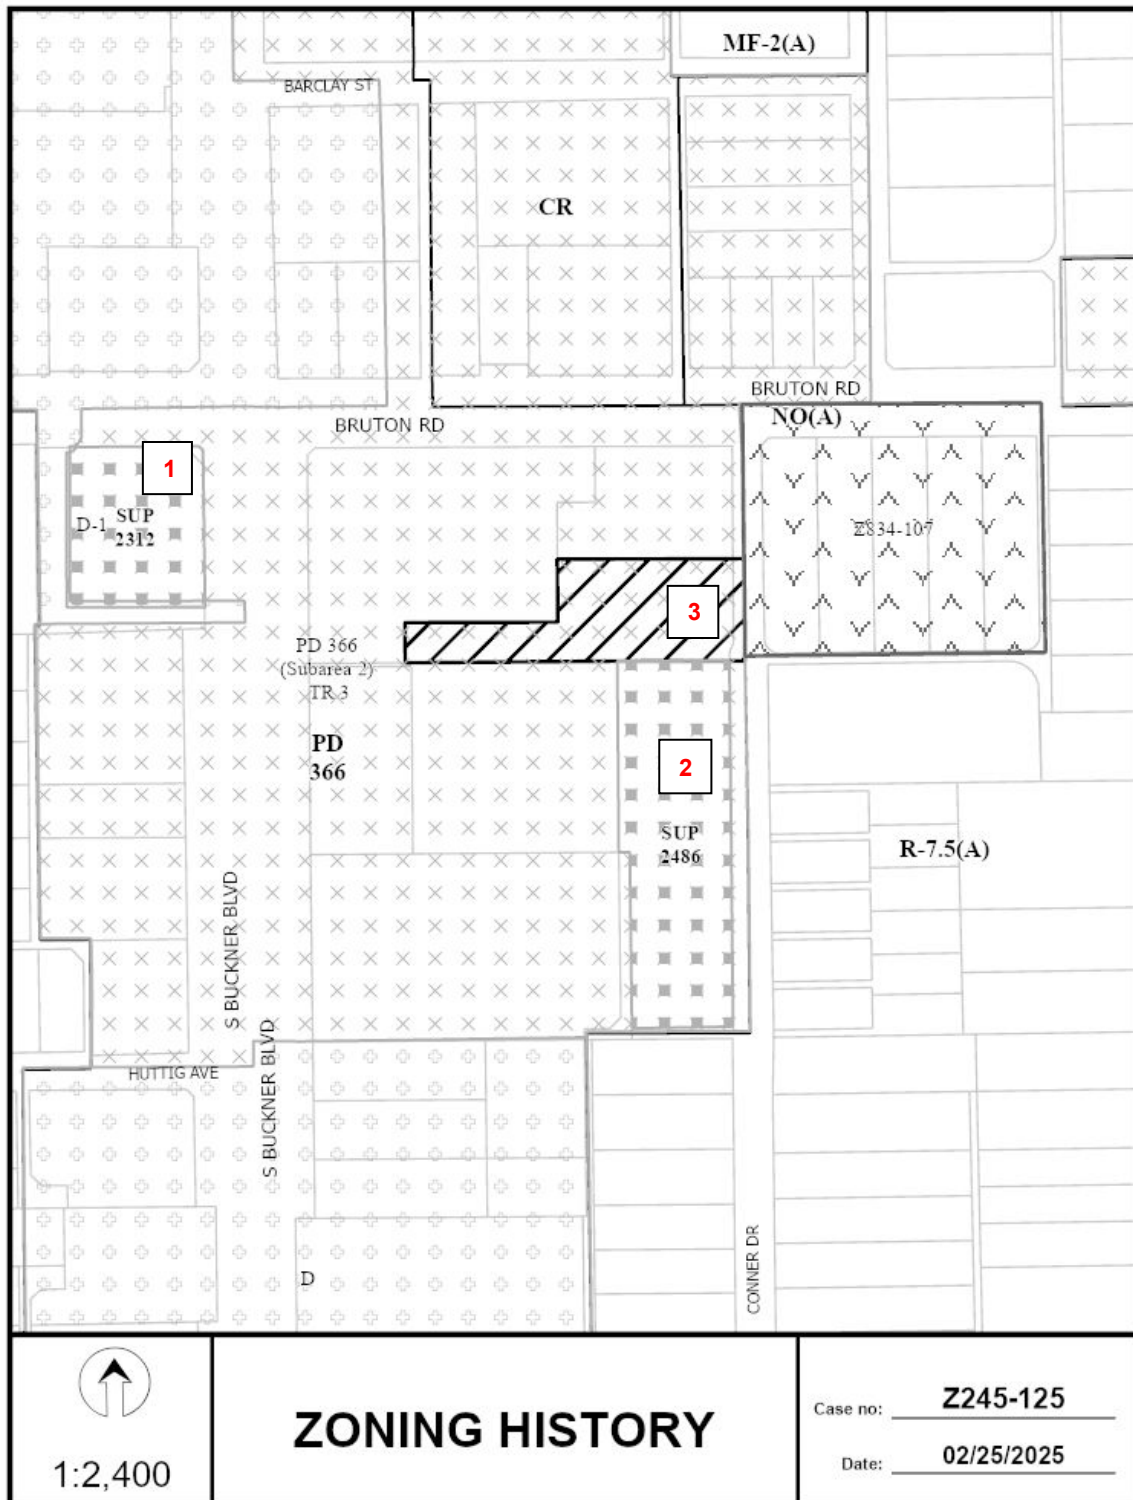 MF-2(A)
BARCLAY ST
CR
BRUTON RD
NO(A)
BRUTON RD
1
D-1
SUP
2312
Z834-107
3
PD 366
(Subarea 2)
TR 3
PD
366
2
SUP
2486
R-7.5(A)
S BUCKNER BLVD
S BUCKNER BLVD
HUTTIG AVE
D
CONNER DR
1:2,400
ZONING HISTORY
Case no: Z245-125
Date: 02/25/2025